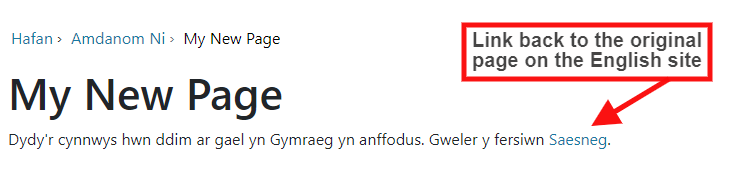 Hafan › Amdanom Ni › My New Page
Link back to the original
page on the English site
My New Page
Dydy'r cynnwys hwn ddim ar gael yn Gymraeg yn anffodus. Gweler y fersiwn Saesneg.